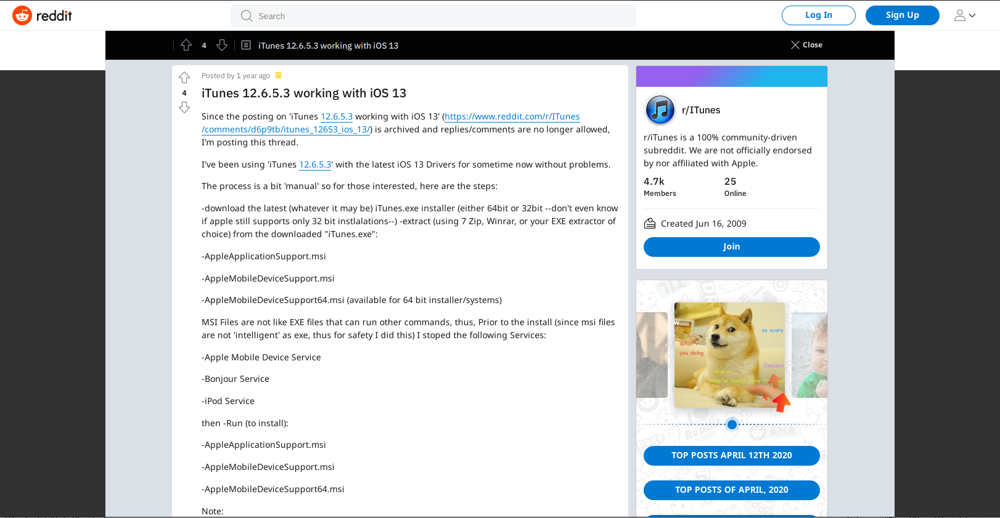 reddit
Search
Log In
Sign Up
4
iTunes 12.6.5.3 working with iOS 13
Close
Posted by 1 year ago
4
iTunes 12.6.5.3 working with iOS 13
Since the posting on 'iTunes 12.6.5.3 working with iOS 13' (https://www.reddit.com/r/ITunes
/comments/d6p9tb/itunes_12653_ios_13/) is archived and replies/comments are no longer allowed,
I'm posting this thread.
I've been using 'iTunes 12.6.5.3' with the latest iOS 13 Drivers for sometime now without problems.
The process is a bit 'manual' so for those interested, here are the steps:
-download the latest (whatever it may be) iTunes.exe installer (either 64bit or 32bit --don't even know
if apple still supports only 32 bit instlalations--) -extract (using 7 Zip, Winrar, or your EXE extractor of
choice) from the downloaded "iTunes.exe":
-AppleApplicationSupport.msi
-AppleMobileDeviceSupport.msi
-AppleMobileDeviceSupport64.msi (available for 64 bit installer/systems)
MSI Files are not like EXE files that can run other commands, thus, Prior to the install (since msi files
are not 'intelligent' as exe, thus for safety I did this) I stoped the following Services:
-Apple Mobile Device Service
-Bonjour Service
-iPod Service
then -Run (to install):
-AppleApplicationSupport.msi
-AppleMobileDeviceSupport.msi
-AppleMobileDeviceSupport64.msi
Note:
r/ITunes
r/iTunes is a 100% community-driven
subreddit. We are not officially endorsed
by nor affiliated with Apple.
4.7k
25
Members
Online
Created Jun 16, 2009
Join
TIL
so scare
What r
you doing
Concern
n-o-p-e
keep ur hands away from me
Reddit
AMA
Page
TOP POSTS APRIL 12TH 2020
TOP POSTS OF APRIL, 2020